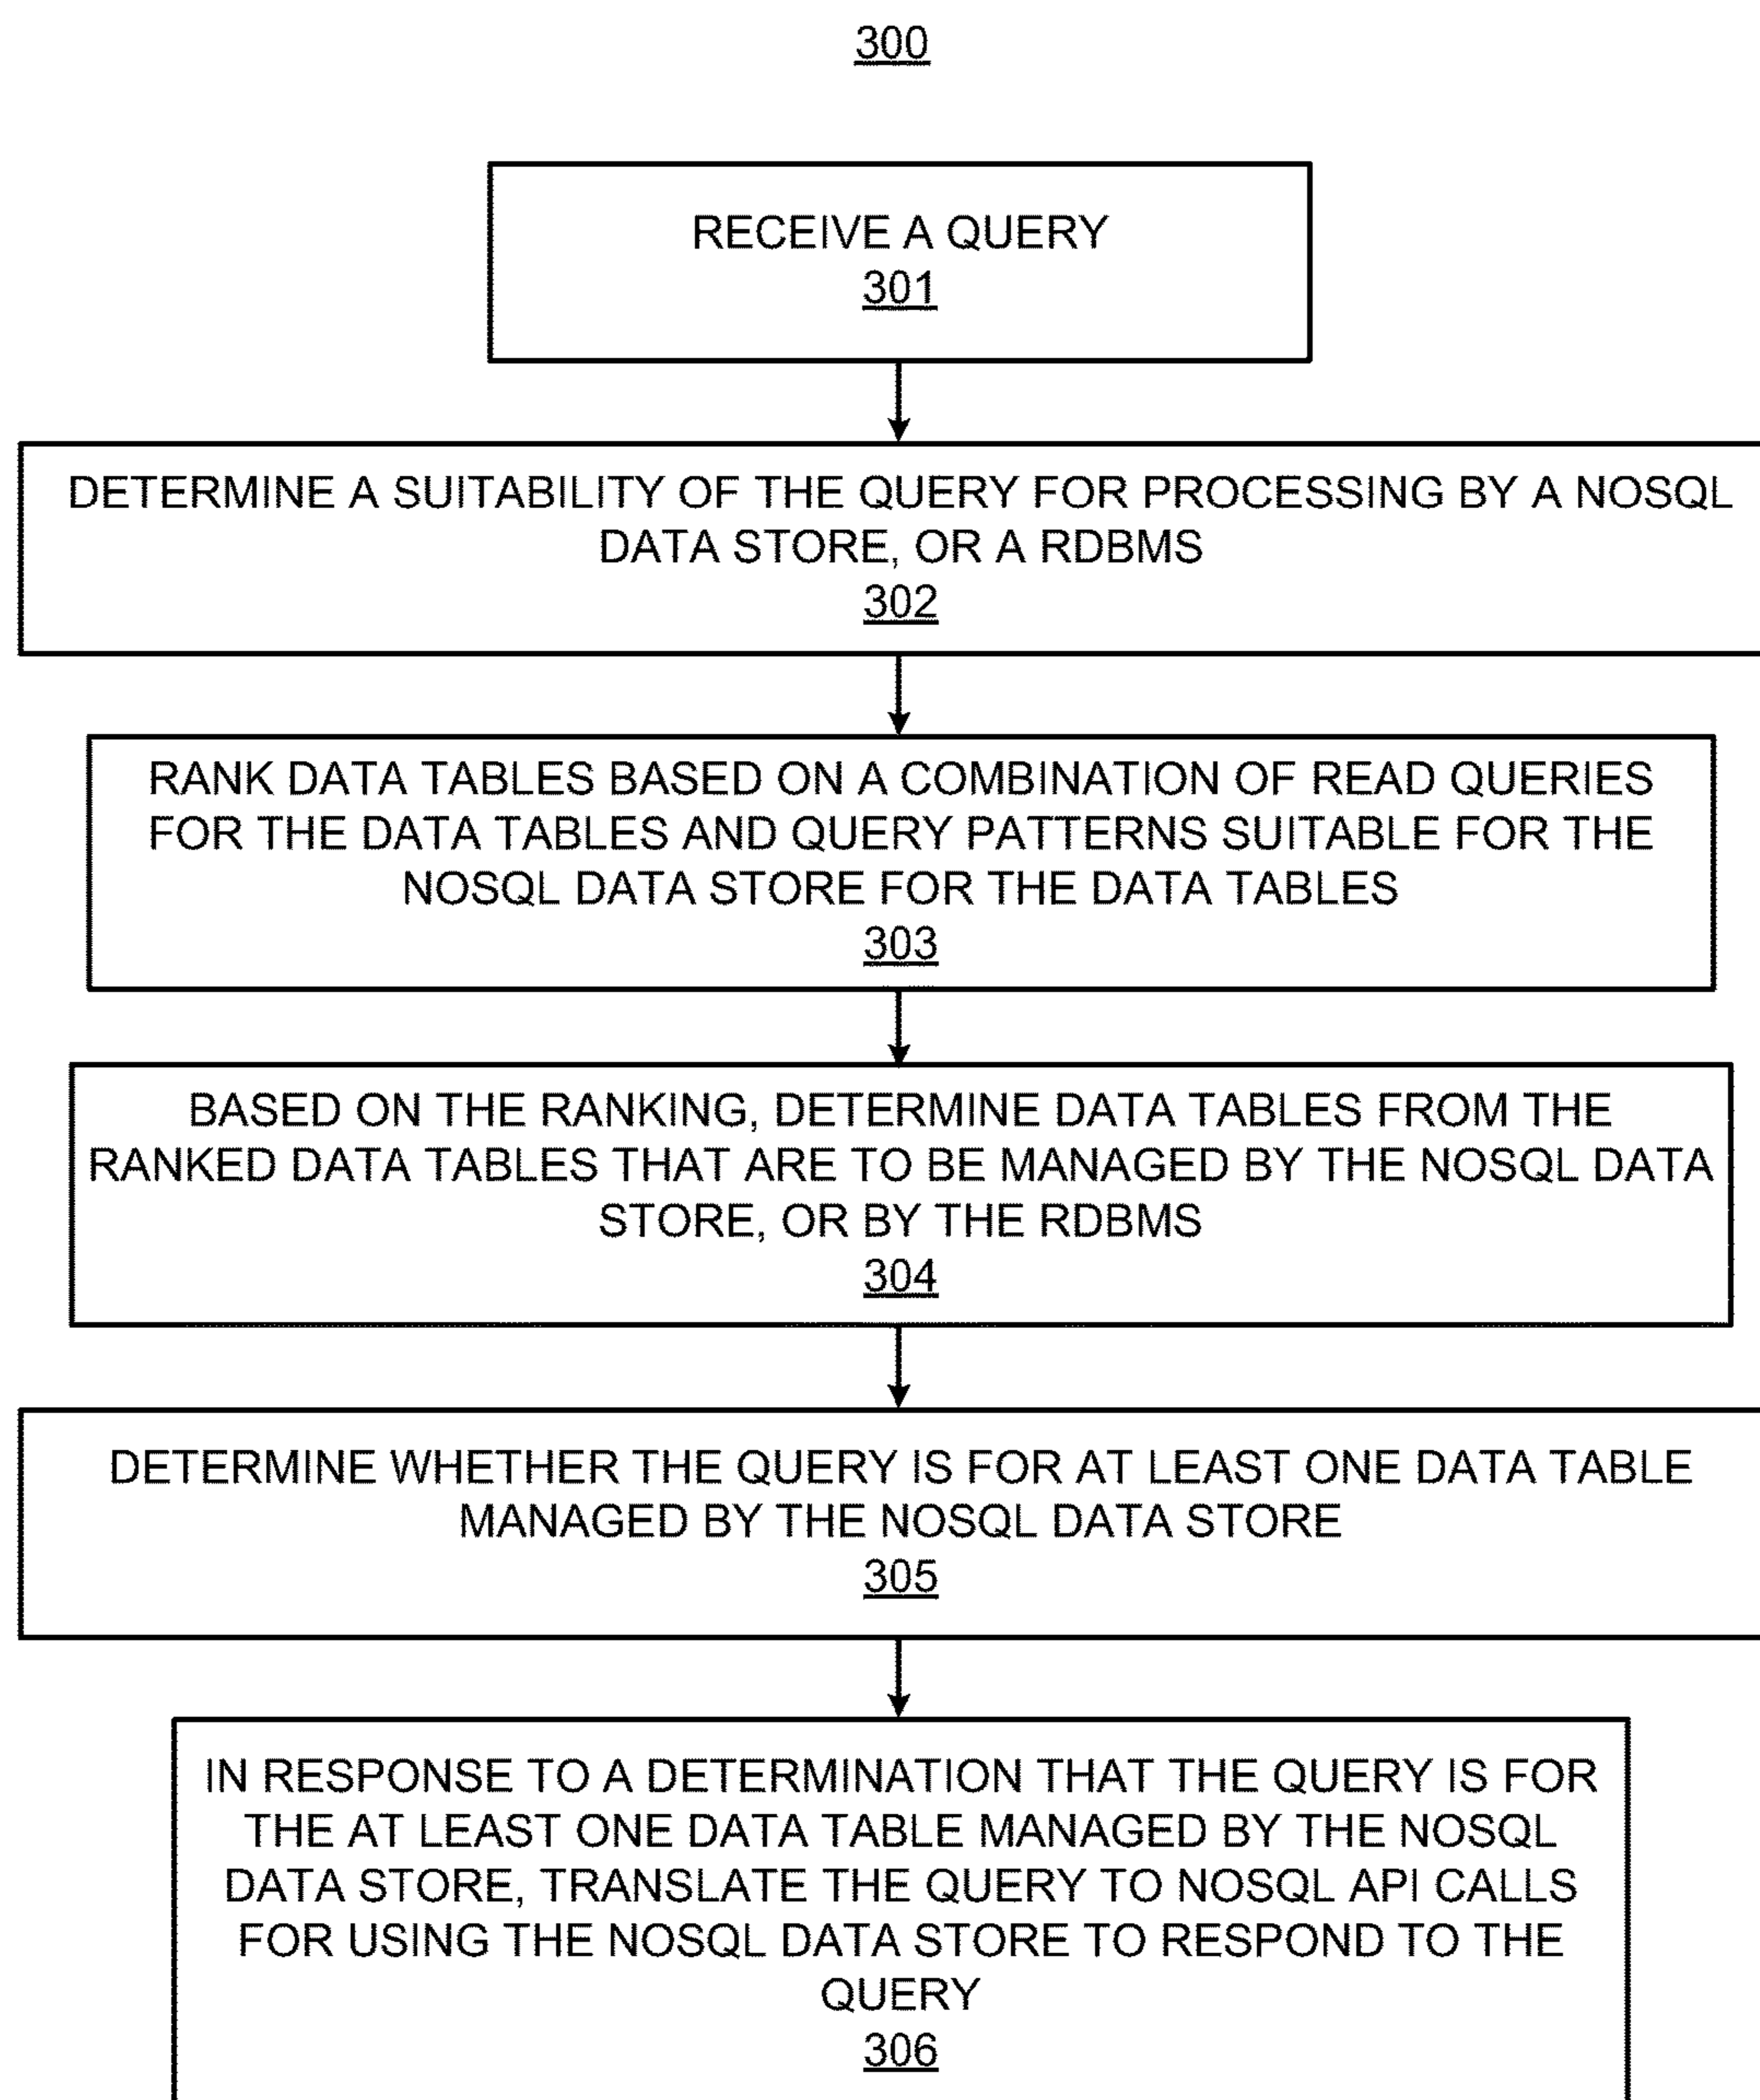 300
RECEIVE A QUERY
301
DETERMINE A SUITABILITY OF THE QUERY FOR PROCESSING BY A NOSQL
DATA STORE, OR A RDBMS
302
RANK DATA TABLES BASED ON A COMBINATION OF READ QUERIES
FOR THE DATA TABLES AND QUERY PATTERNS SUITABLE FOR THE
NOSQL DATA STORE FOR THE DATA TABLES
303
BASED ON THE RANKING, DETERMINE DATA TABLES FROM THE
RANKED DATA TABLES THAT ARE TO BE MANAGED BY THE NOSQL DATA
STORE, OR BY THE RDBMS
304
DETERMINE WHETHER THE QUERY IS FOR AT LEAST ONE DATA TABLE
MANAGED BY THE NOSQL DATA STORE
305
IN RESPONSE TO A DETERMINATION THAT THE QUERY IS FOR
THE AT LEAST ONE DATA TABLE MANAGED BY THE NOSQL
DATA STORE, TRANSLATE THE QUERY TO NOSQL API CALLS
FOR USING THE NOSQL DATA STORE TO RESPOND TO THE
QUERY
306